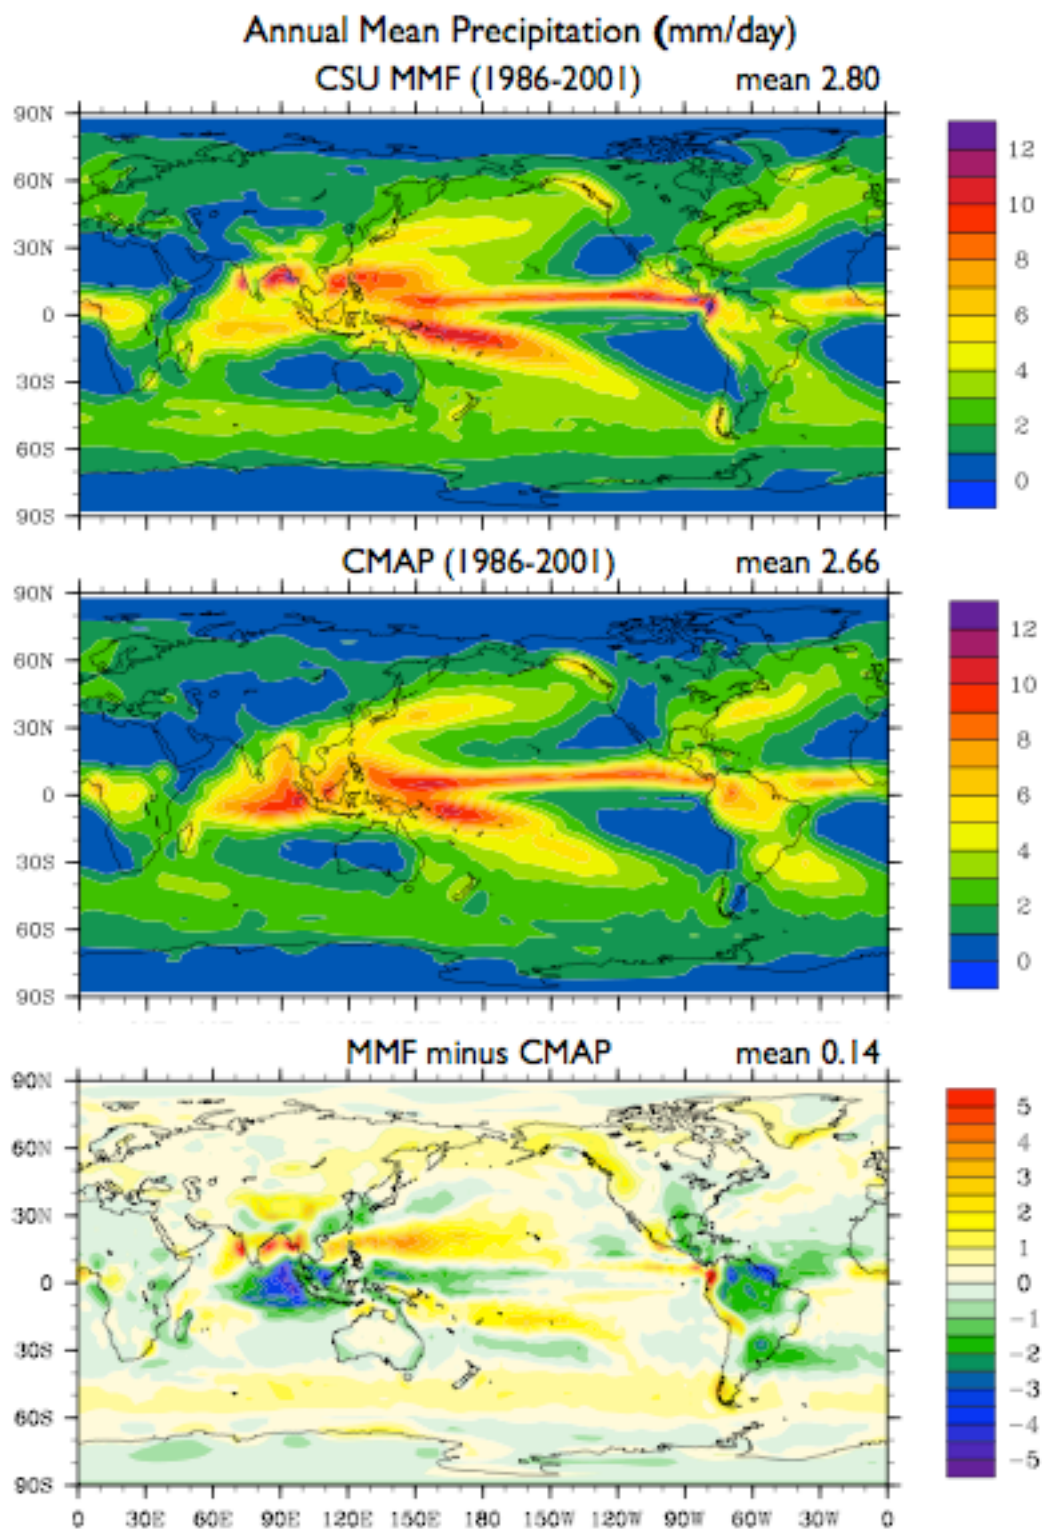 Annual Mean Precipitation (mm/day)
CSU MMF (1986-2001) mean 2.80
90N
60N
30N
0
30S
60S
90S
12
10
8
6
4
2
0
CMAP (1986-2001) mean 2.66
90N
60N
30N
0
30S
60S
90S
12
10
8
6
4
2
0
MMF minus CMAP mean 0.14
90N
60N
30N
0
30S
60S
90S
5
4
3
2
1
0
-1
-2
-3
-4
-5
0 30E 60E 90E 120E 150E 180 150W 120W 90W 60W 30W 0